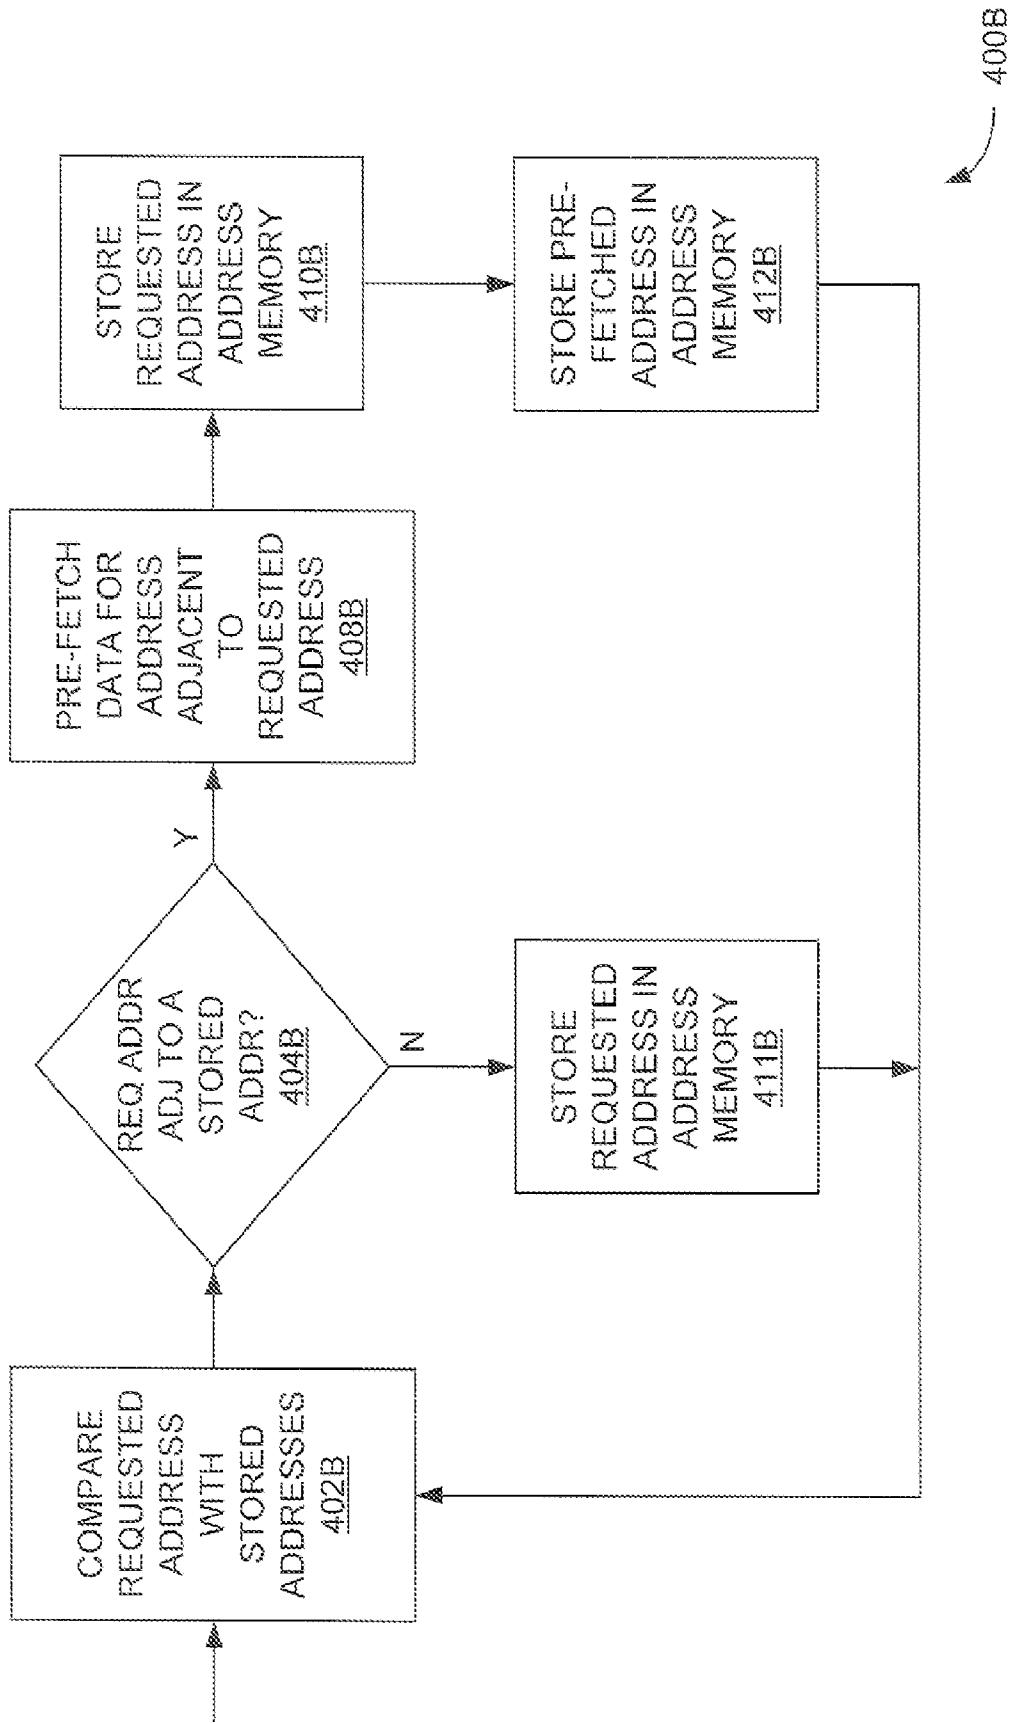 COMPARE
REQUESTED
ADDRESS
WITH
STORED
ADDRESSES
402B
REQ ADDR
ADJ TO A
STORED
ADDR?
404B
Y
N
PRE-FETCH
DATA FOR
ADDRESS
ADJACENT
TO
REQUESTED
ADDRESS
408B
STORE
REQUESTED
ADDRESS IN
ADDRESS
MEMORY
410B
STORE
REQUESTED
ADDRESS IN
ADDRESS
MEMORY
411B
STORE PRE-
FETCHED
ADDRESS IN
ADDRESS
MEMORY
412B
400B